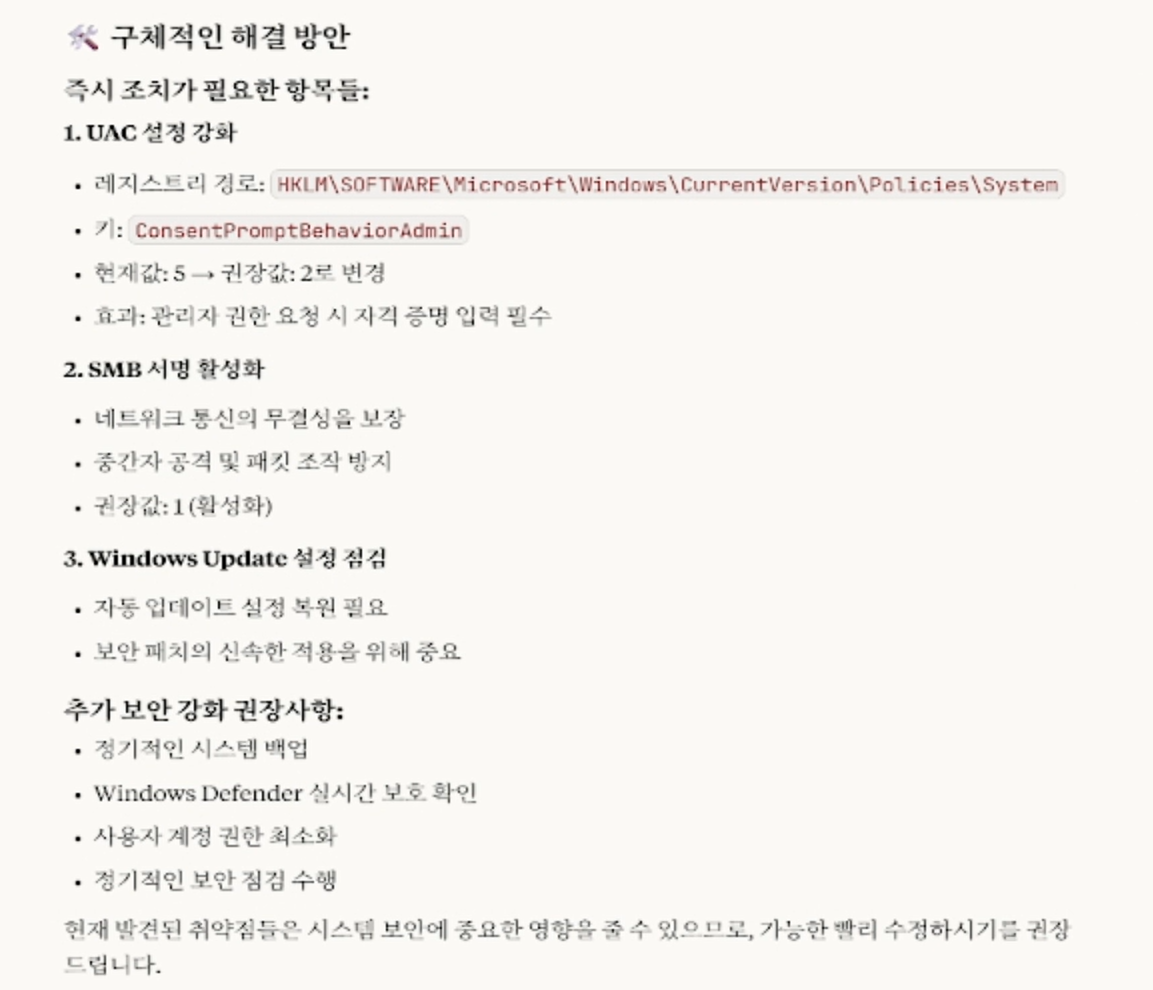 🛠️ 구체적인 해결 방안
즉시 조치가 필요한 항목들:
1. UAC 설정 강화
• 레지스트리 경로: HKLM\SOFTWARE\Microsoft\Windows\CurrentVersion\Policies\System
• 키: ConsentPromptBehaviorAdmin
• 현재값: 5 → 권장값: 2로 변경
• 효과: 관리자 권한 요청 시 자격 증명 입력 필수
2. SMB 서명 활성화
• 네트워크 통신의 무결성을 보장
• 중간자 공격 및 패킷 조작 방지
• 권장값: 1 (활성화)
3. Windows Update 설정 점검
• 자동 업데이트 설정 복원 필요
• 보안 패치의 신속한 적용을 위해 중요
추가 보안 강화 권장사항:
• 정기적인 시스템 백업
• Windows Defender 실시간 보호 확인
• 사용자 계정 권한 최소화
• 정기적인 보안 점검 수행
현재 발견된 취약점들은 시스템 보안에 중요한 영향을 줄 수 있으므로, 가능한 빨리 수정하시기를 권장
드립니다.